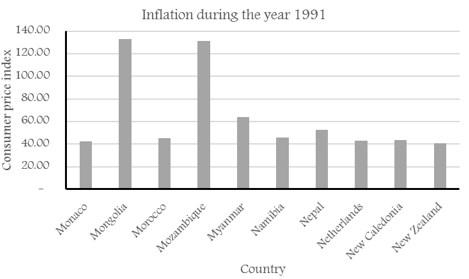 Inflation during the year 1991
Consumer price index
140.00
120.00
100.00
80.00
60.00
40.00
20.00
-
Monaco
Mongolia
Morocco
Mozambique
Myanmar
Namibia
Nepal
Netherlands
New Caledonia
New Zealand
Country